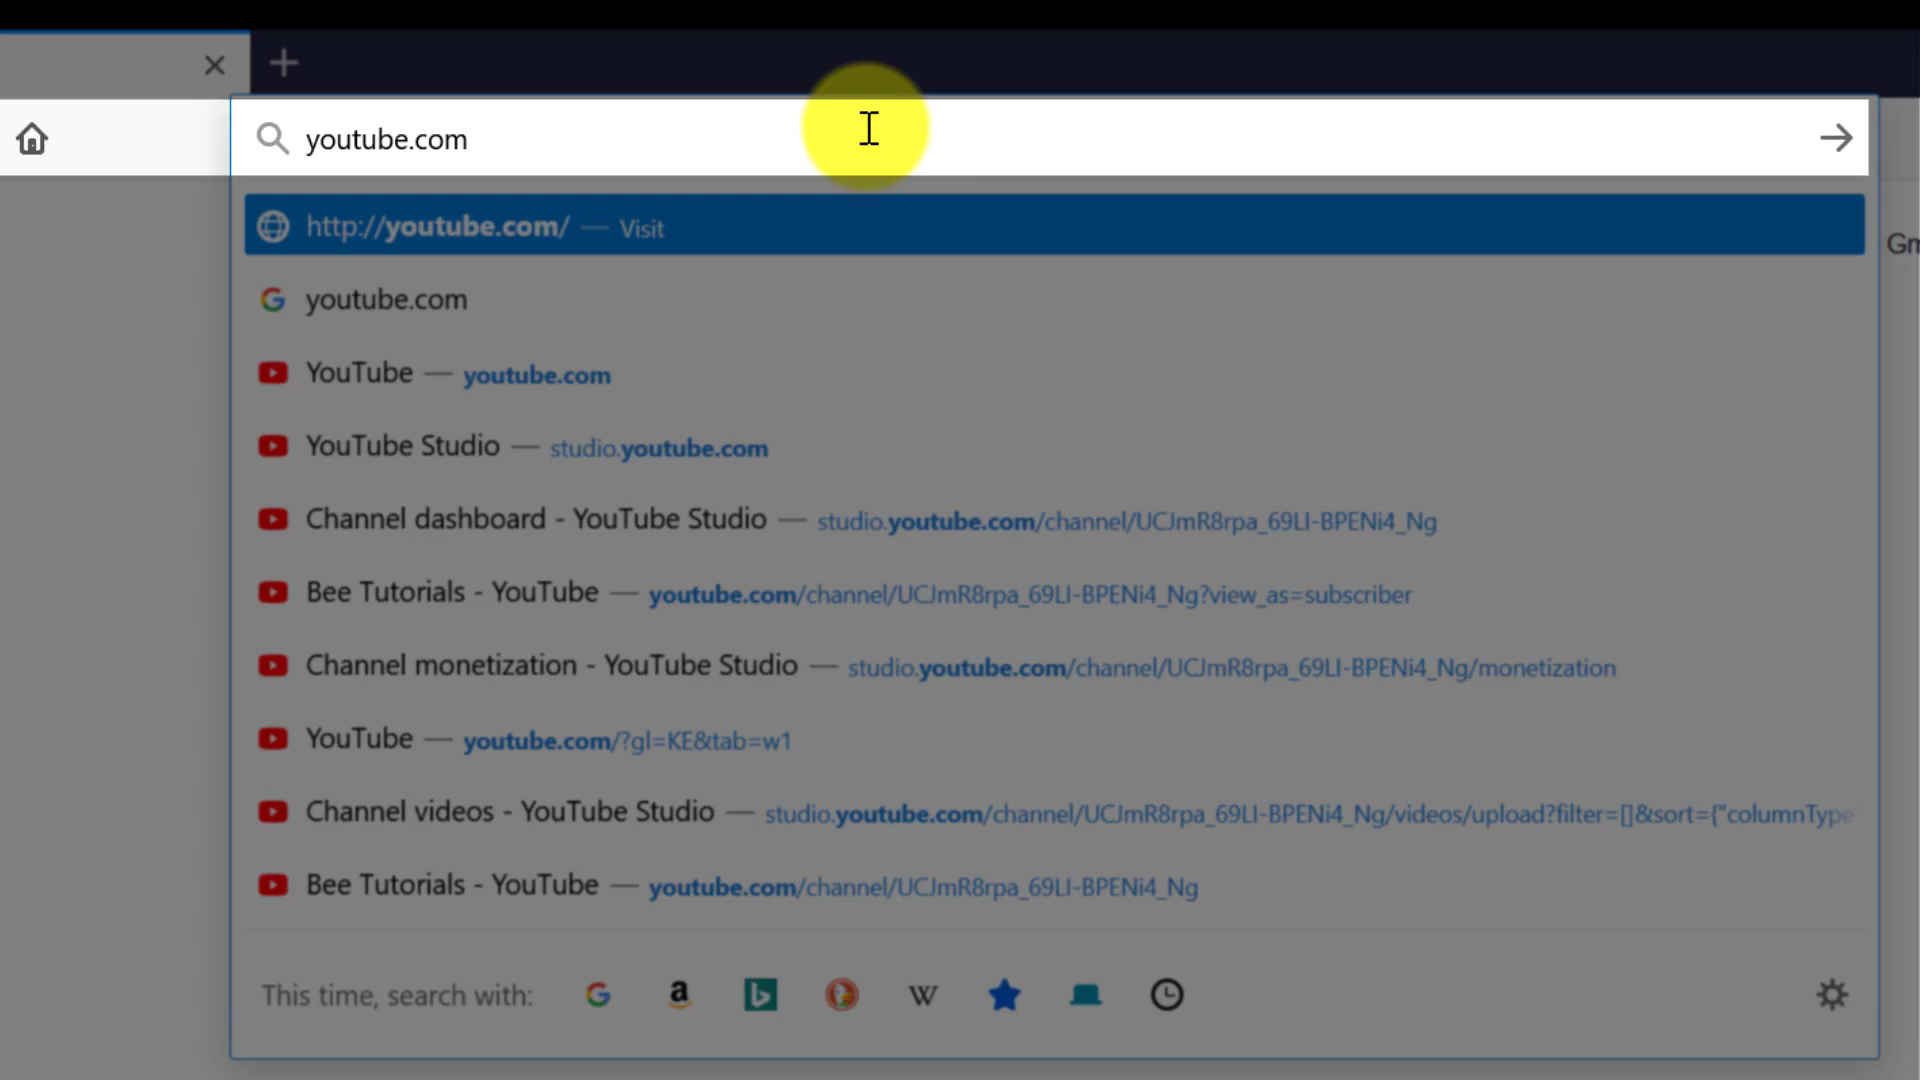 youtube.com
http://youtube.com/ — Visit
Gm
youtube.com
YouTube — youtube.com
YouTube Studio — studio.youtube.com
Channel dashboard - YouTube Studio — studio.youtube.com/channel/UCJmR8rpa_69LI-BPENi4_Ng
Bee Tutorials - YouTube — youtube.com/channel/UCJmR8rpa_69LI-BPENi4_Ng?view_as=subscriber
Channel monetization - YouTube Studio — studio.youtube.com/channel/UCJmR8rpa_69LI-BPENi4_Ng/monetization
YouTube — youtube.com/?gl=KE&tab=w1
Channel videos - YouTube Studio — studio.youtube.com/channel/UCJmR8rpa_69LI-BPENi4_Ng/videos/upload?filter=[]&sort={"columnType
Bee Tutorials - YouTube — youtube.com/channel/UCJmR8rpa_69LI-BPENi4_Ng
This time, search with: